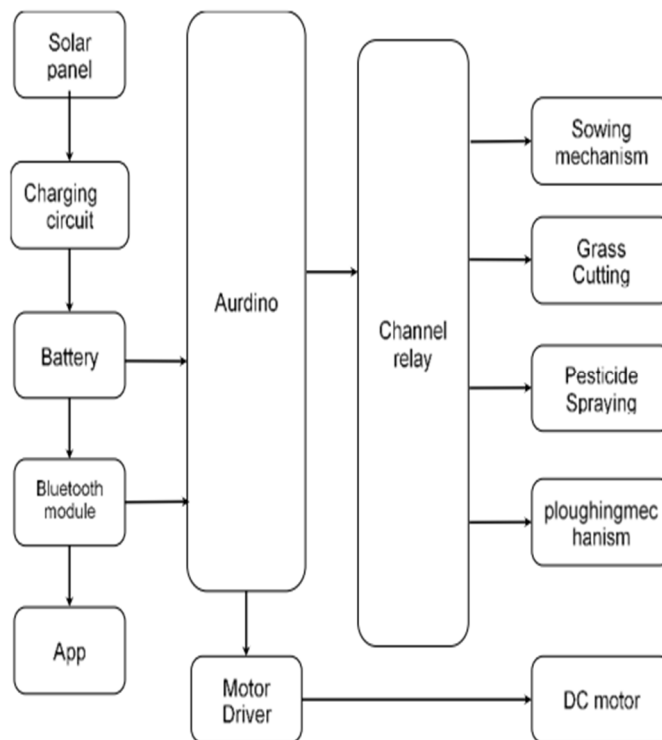 Solar
panel
Charging
circuit
Battery
Bluetooth
module
App
Aurdino
Motor
Driver
Channel
relay
Sowing
mechanism
Grass
Cutting
Pesticide
Spraying
ploughingmec
hanism
DC motor